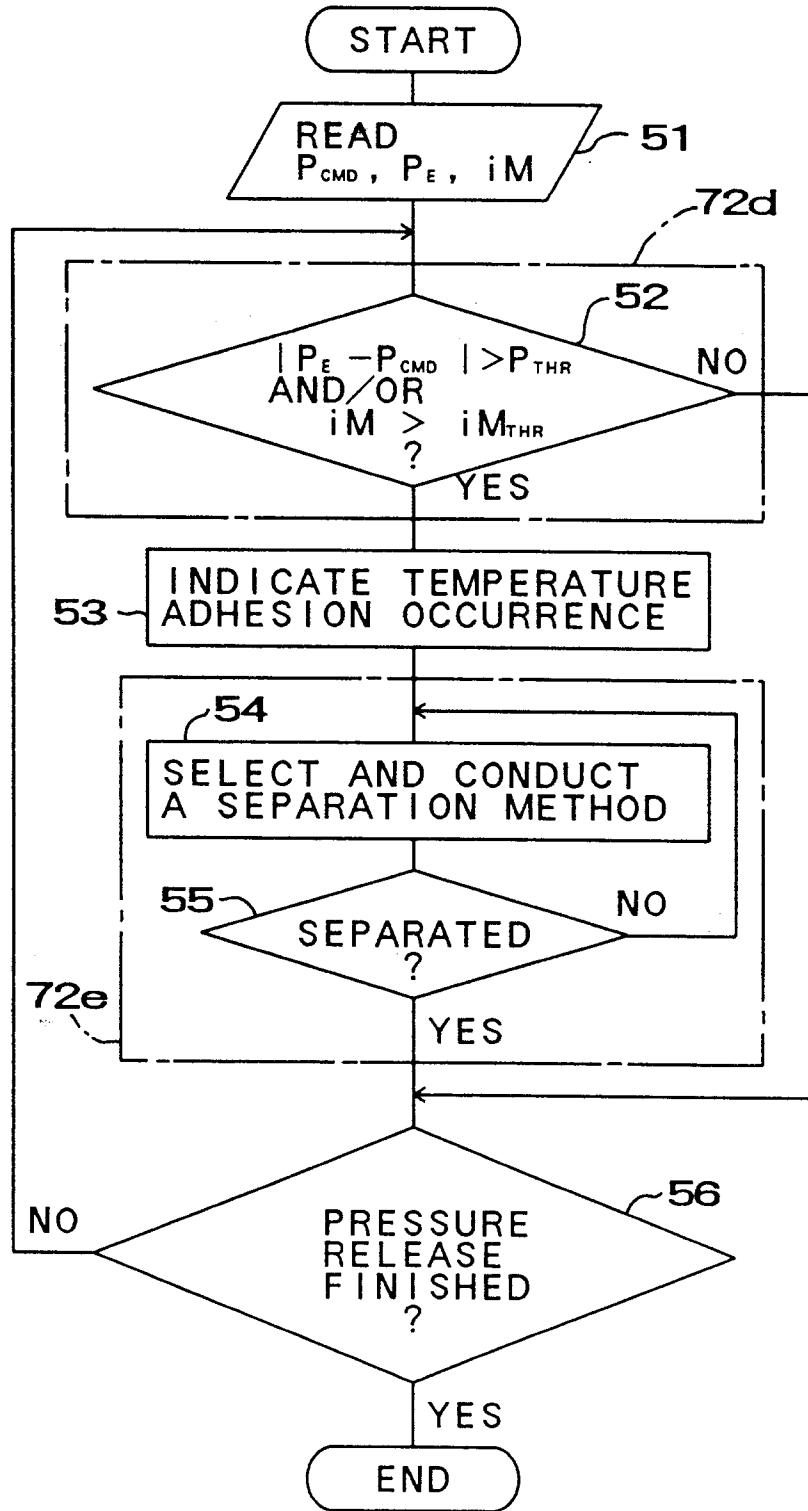 START
READ
PCMD, PE, iM
51
72d
52
|PE -PCMD |>PTHR
AND/OR
iM > iMTHR
?
NO
YES
INDICATE TEMPERATURE
ADHESION OCCURRENCE
53
54
SELECT AND CONDUCT
A SEPARATION METHOD
55
SEPARATED
?
NO
72e
YES
56
NO
PRESSURE
RELEASE
FINISHED
?
YES
END